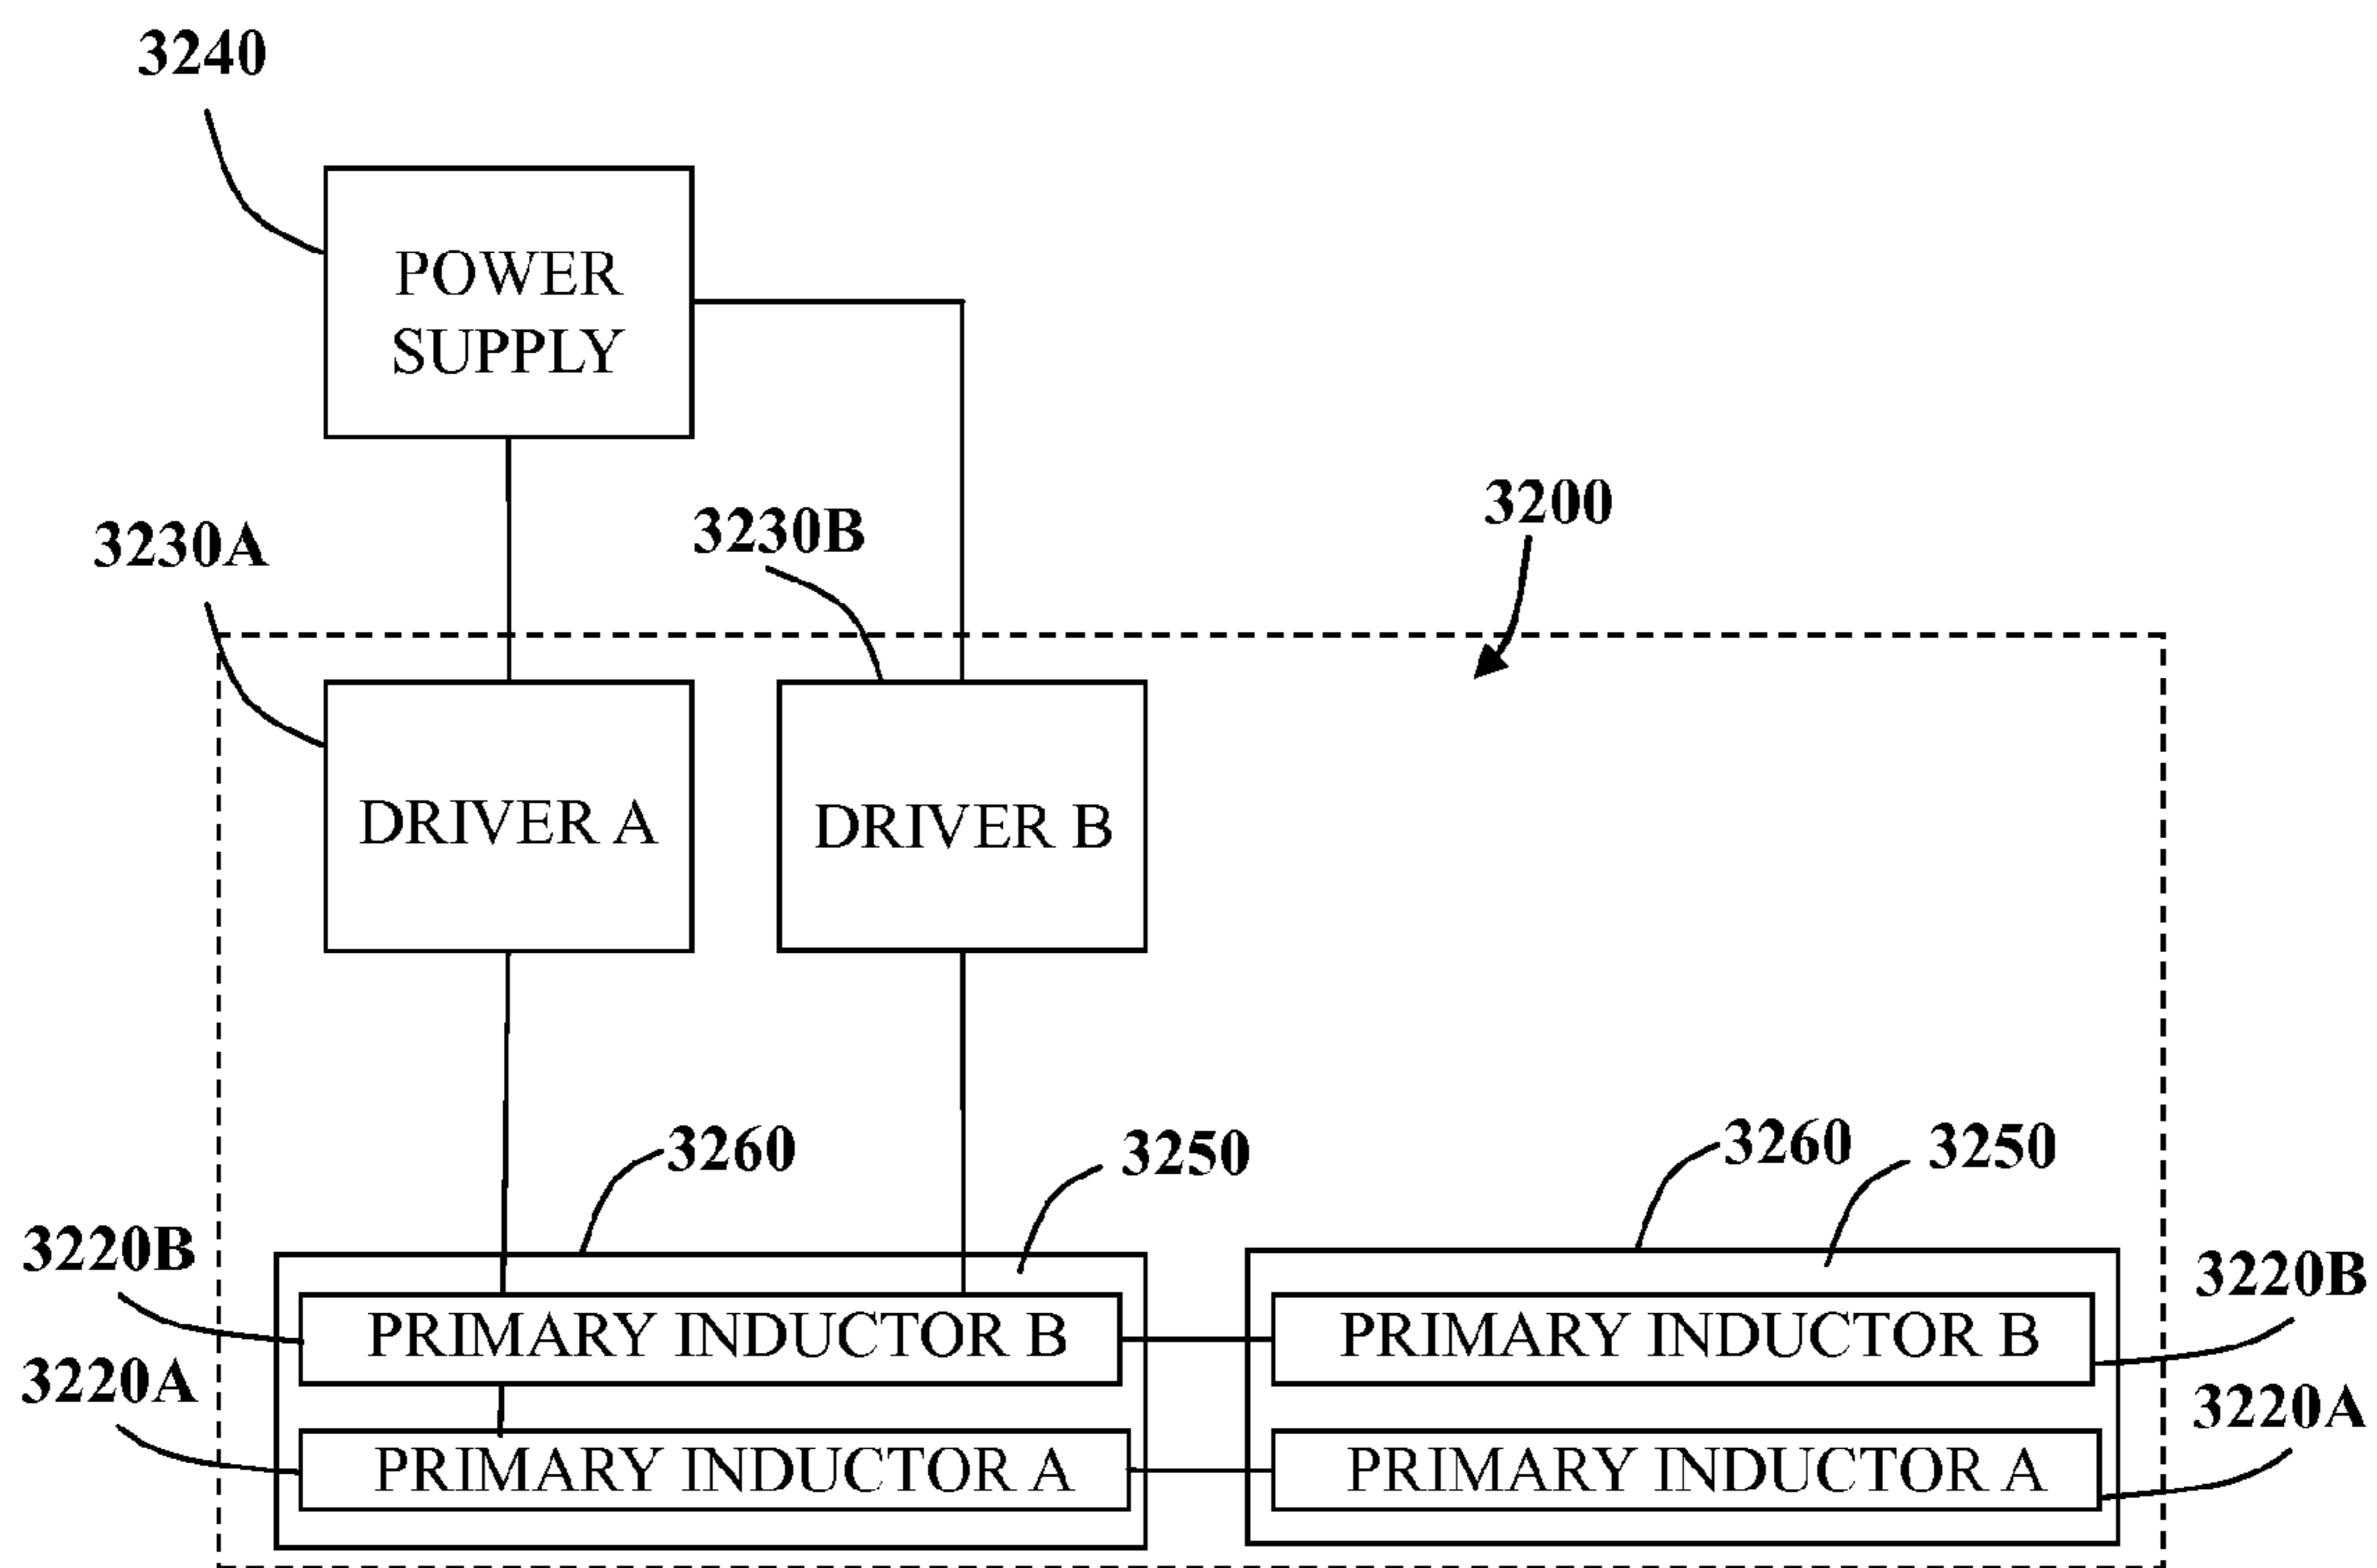 3240
POWER
SUPPLY
3200
3230A
3230B
DRIVER A
DRIVER B
3260
3250
3260
3250
3220B
PRIMARY INDUCTOR B
PRIMARY INDUCTOR B
3220B
3220A
PRIMARY INDUCTOR A
PRIMARY INDUCTOR A
3220A